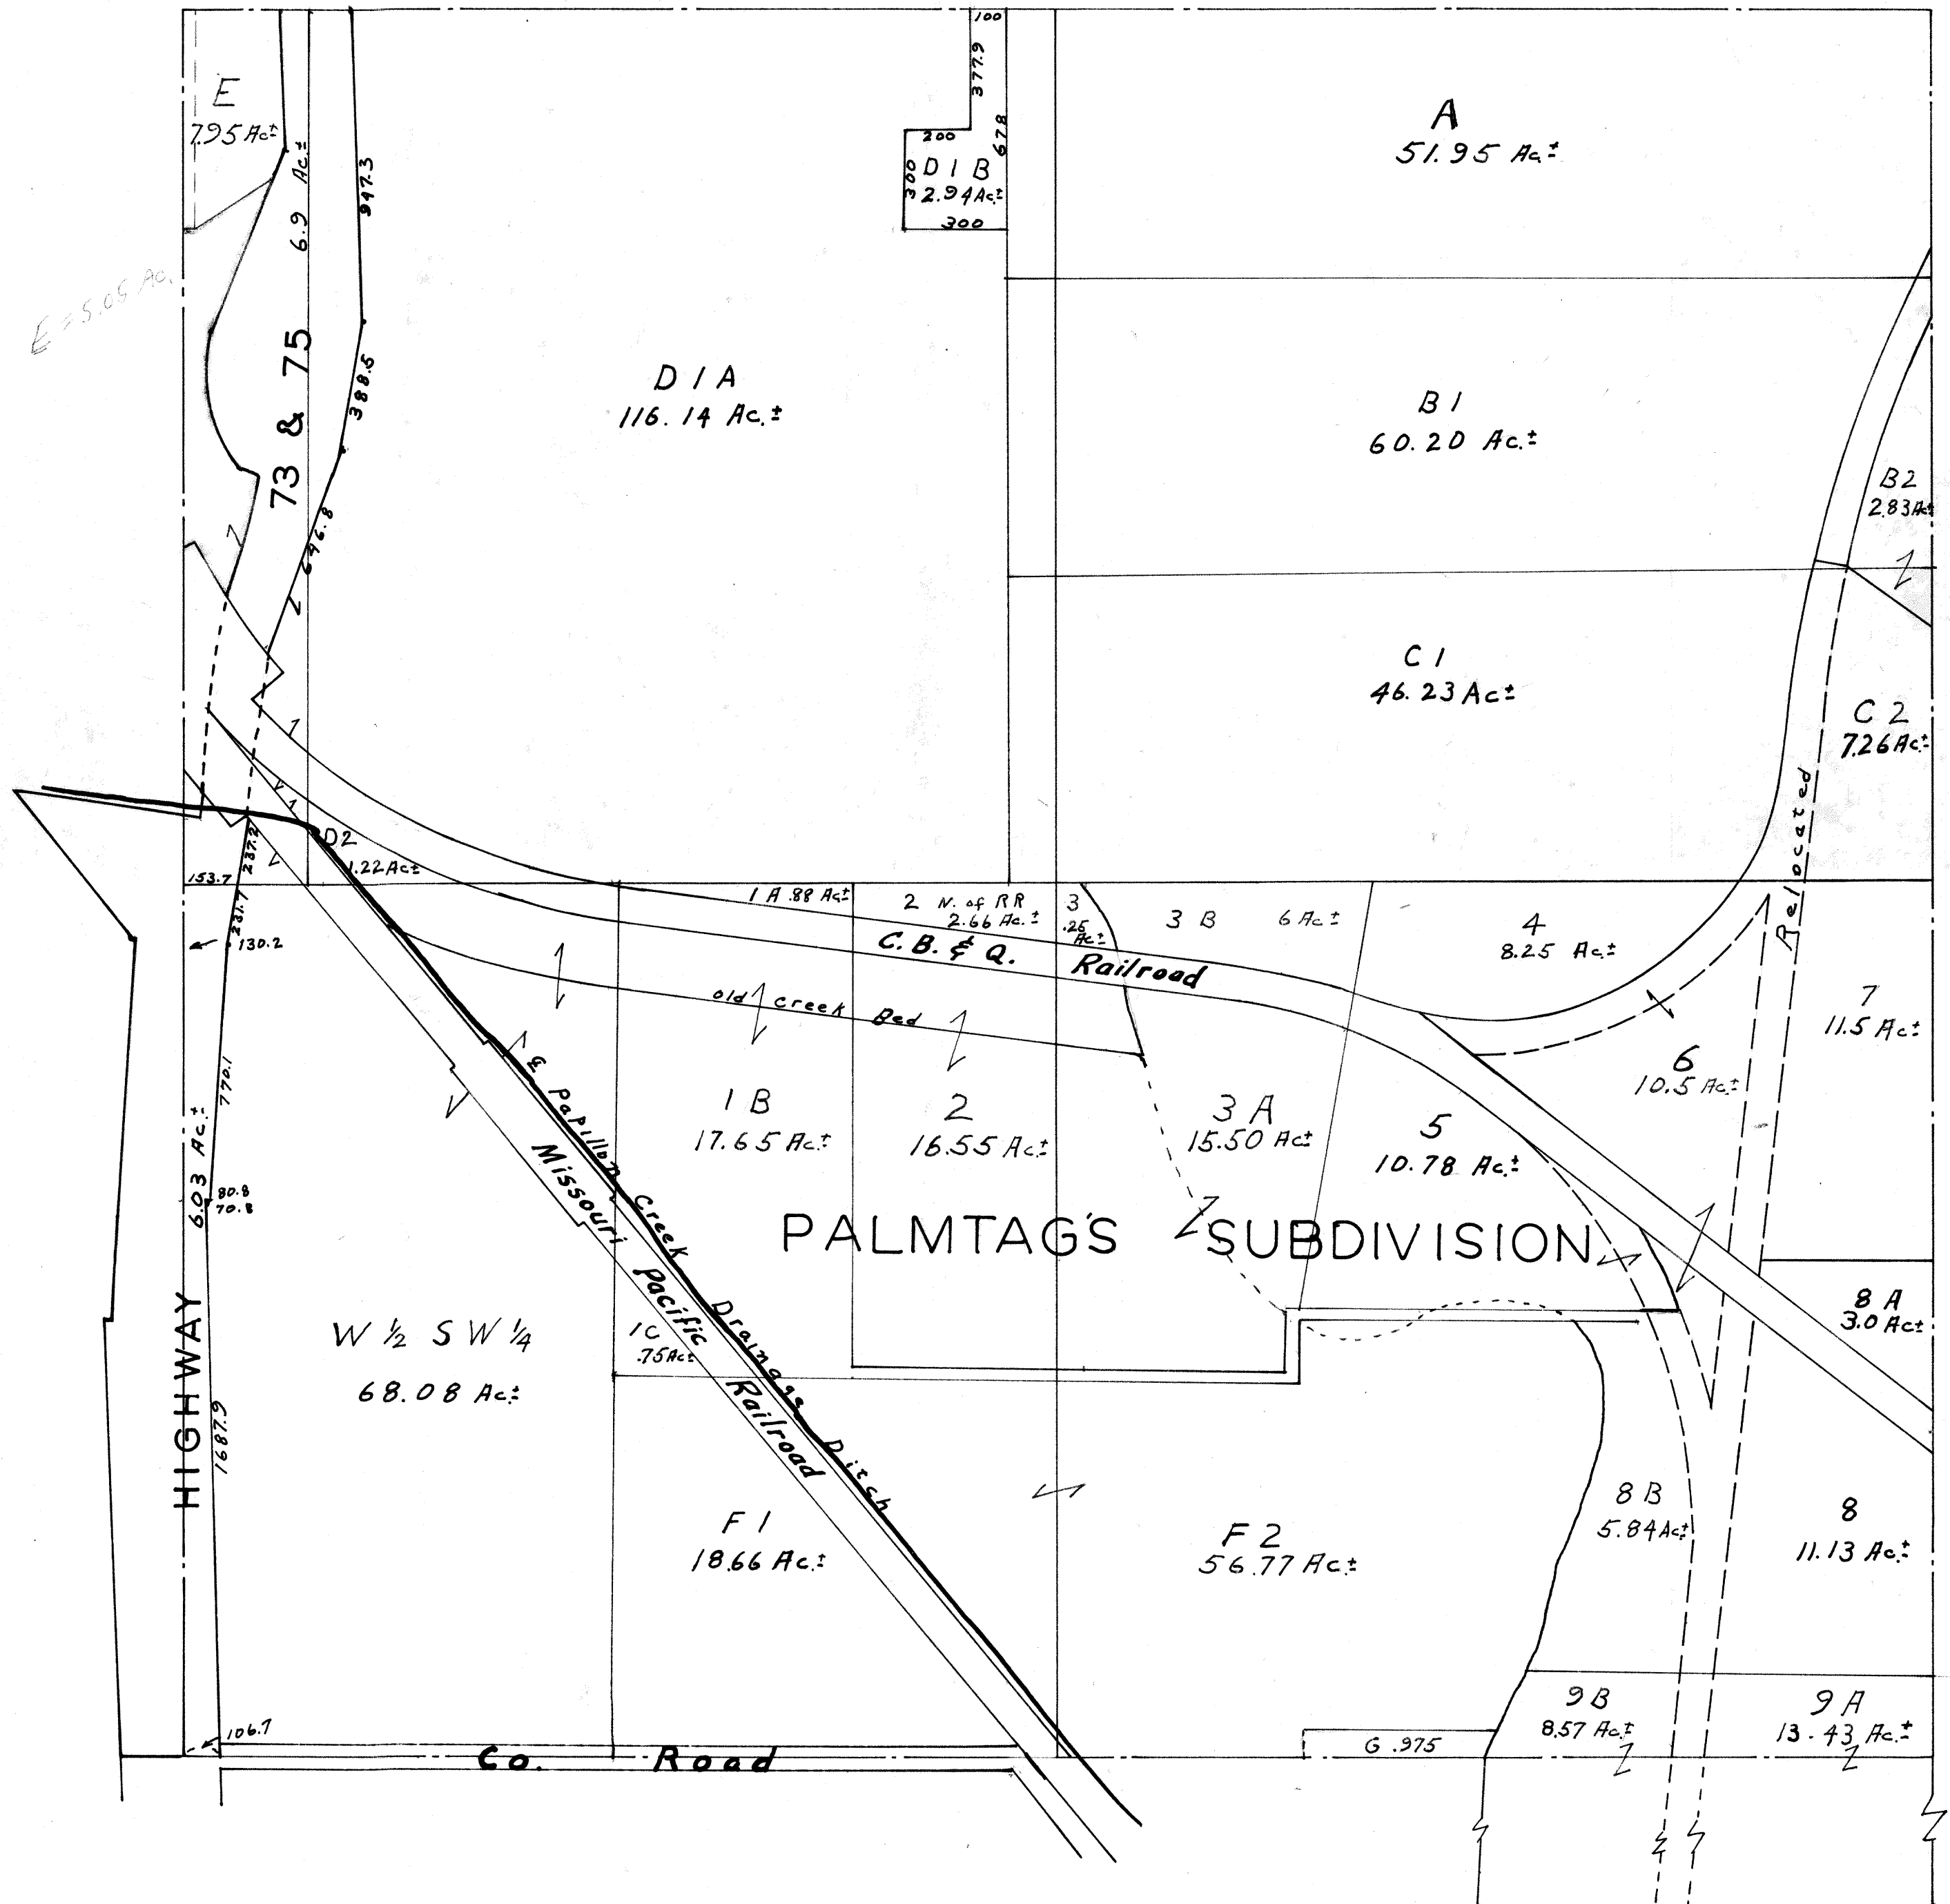 100
377.9
678
200
300
D 1 B
2.94 Ac.±
300
E
7.95 Ac±
6.9 Ac.±
947.3
E = 5.05 Ac.
73 & 75
388.5
646.8
A
51.95 Ac.±
D 1 A
116.14 Ac.±
B 1
60.20 Ac.±
B2
2.83 Ac±
C 1
46.23 Ac±
C 2
7.26 Ac±
Relocated
D2
1.22 Ac±
237.2
153.7
231.7
130.2
770.1
6.03 Ac.±
80.8
70.8
HIGHWAY
1687.9
106.7
1 A .88 Ac±
2 N. of RR
2.66 Ac.±
3
.25
Ac±
3 B 6 Ac±
4
8.25 Ac±
C. B. & Q. Railroad
old creek Bed
7
11.5 Ac±
6
10.5 Ac±
1 B
17.65 Ac±
2
16.55 Ac±
3 A
15.50 Ac±
5
10.78 Ac.±
℄ Papillon Creek Drainage Ditch
Missouri Pacific Railroad
PALMTAG'S SUBDIVISION
8 A
3.0 Ac±
W ½ S W ¼
68.08 Ac±
1C
.75 Ac±
F 1
18.66 Ac.±
F 2
56.77 Ac±
8 B
5.84 Ac±
8
11.13 Ac.±
9 B
8.57 Ac±
9 A
13.43 Ac.±
G .975
Co. Road